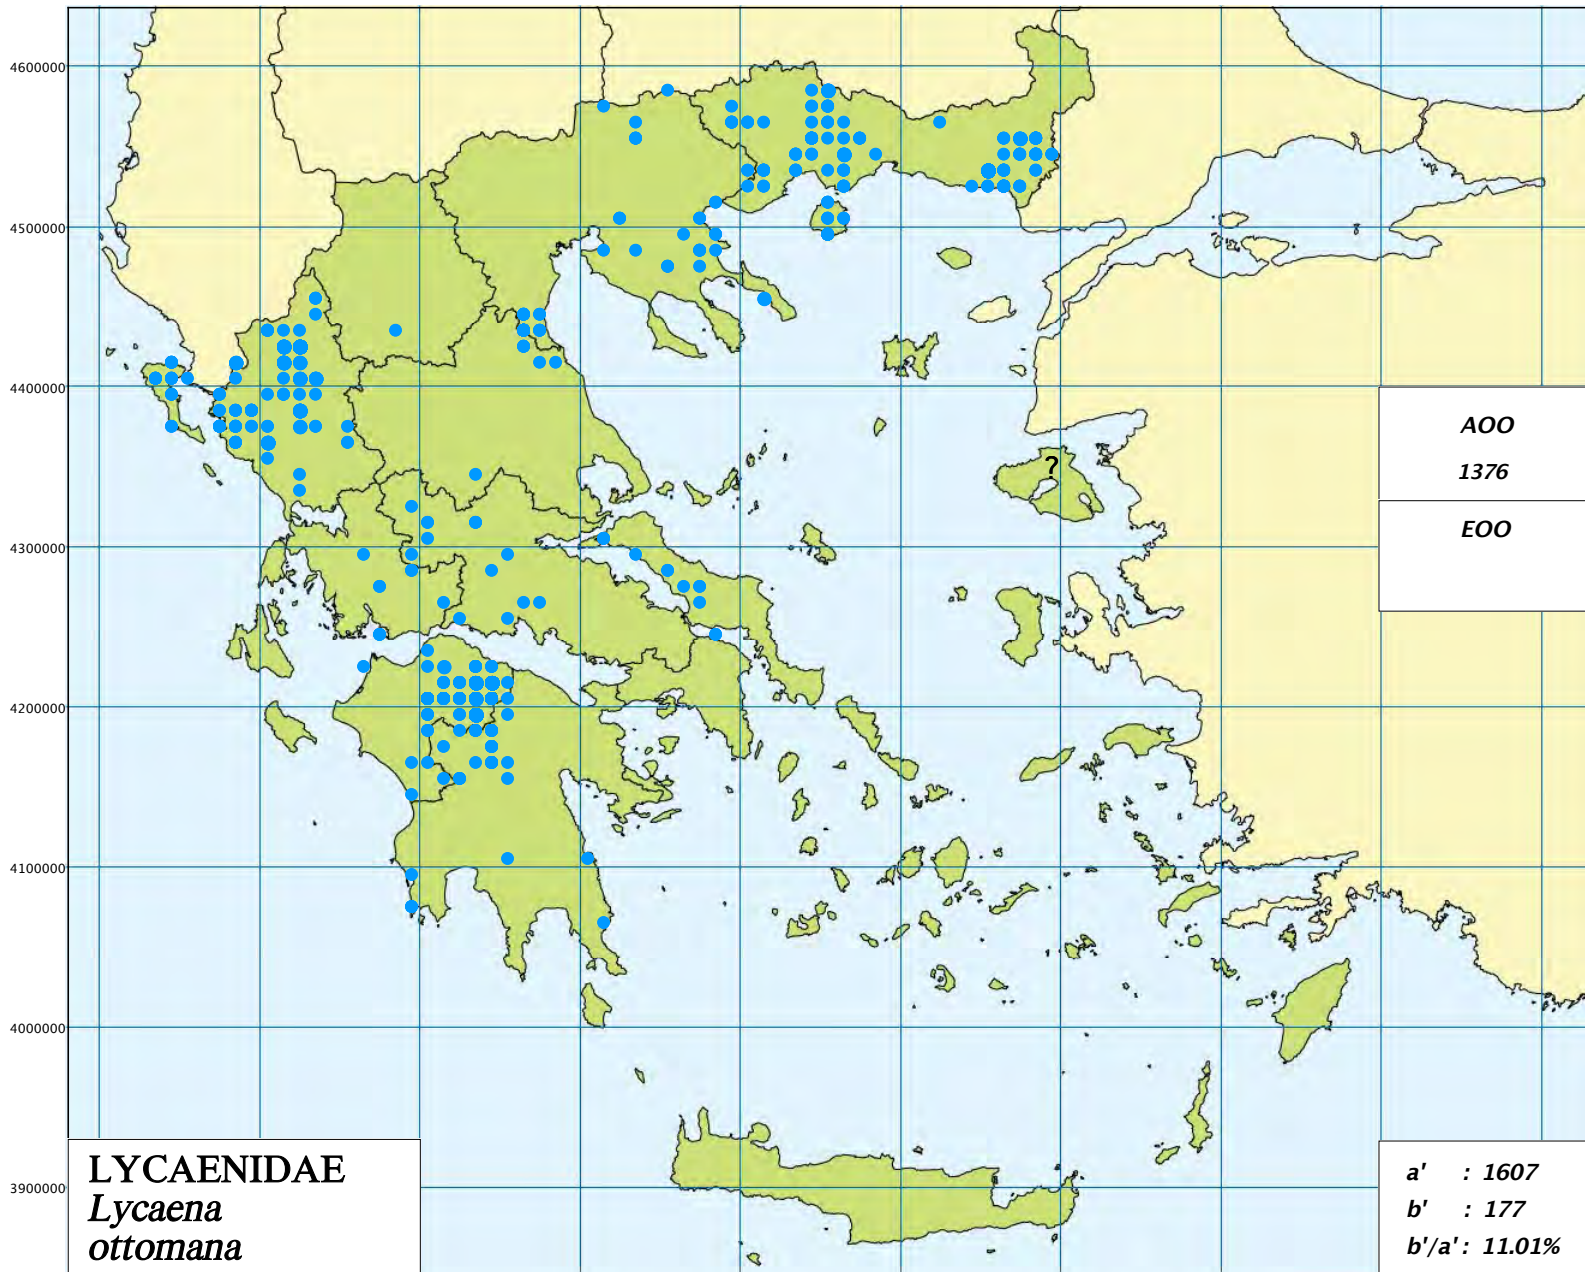 4600000
4500000
4400000
AOO
1376
?
EOO
4300000
4200000
4100000
4000000
3900000
LYCAENIDAE
Lycaena
ottomana
a' : 1607
b' : 177
b'/a' : 11.01%